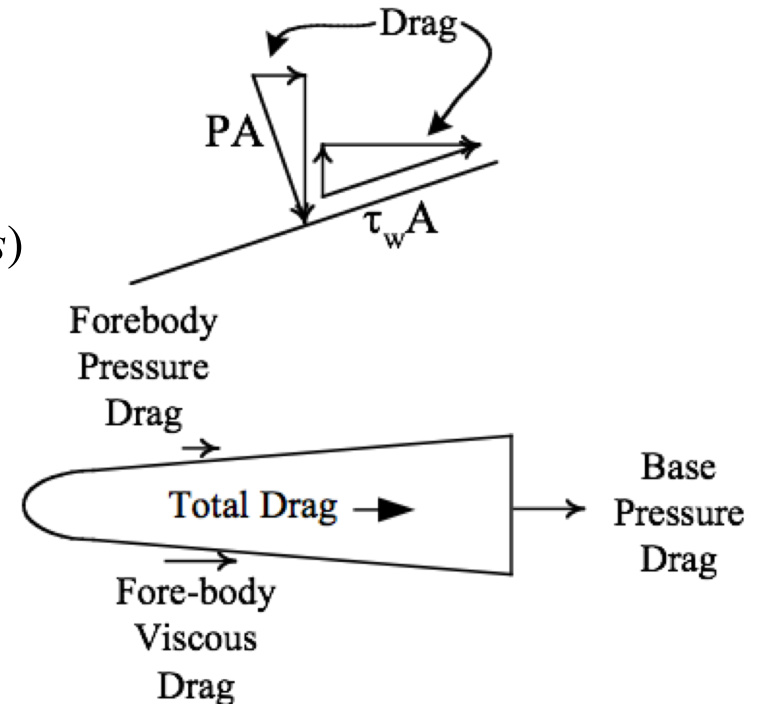 Drag
PA
τwA
s)
Forebody
Pressure
Drag
Total Drag
Base
Pressure
Drag
Fore-body
Viscous
Drag